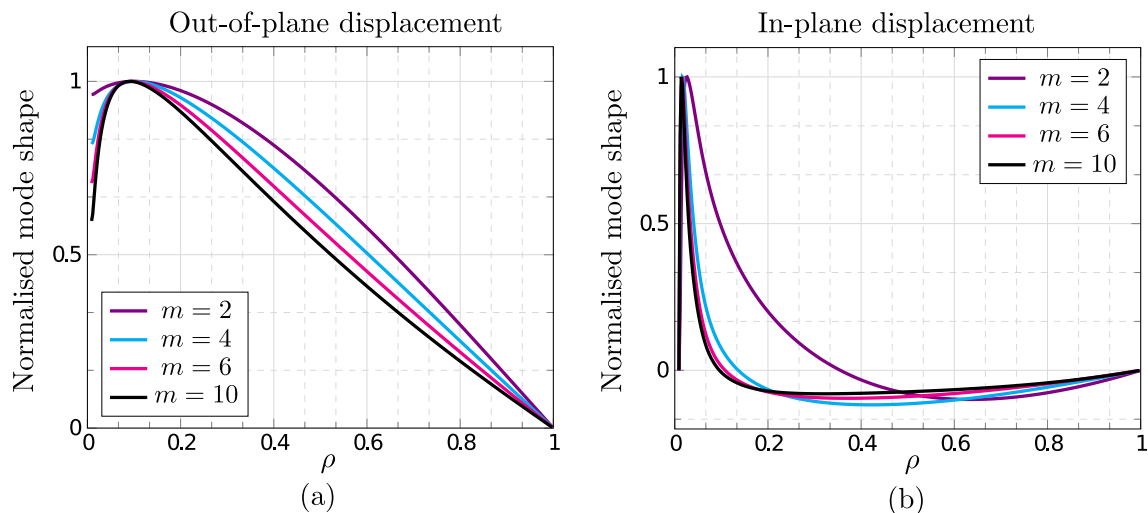 Out-of-plane displacement
Normalised mode shape
1
0.5
0
m = 2
m = 4
m = 6
m = 10
0 0.2 0.4 0.6 0.8 1
ρ
(a)
In-plane displacement
Normalised mode shape
1
0.5
0
m = 2
m = 4
m = 6
m = 10
0 0.2 0.4 0.6 0.8 1
ρ
(b)